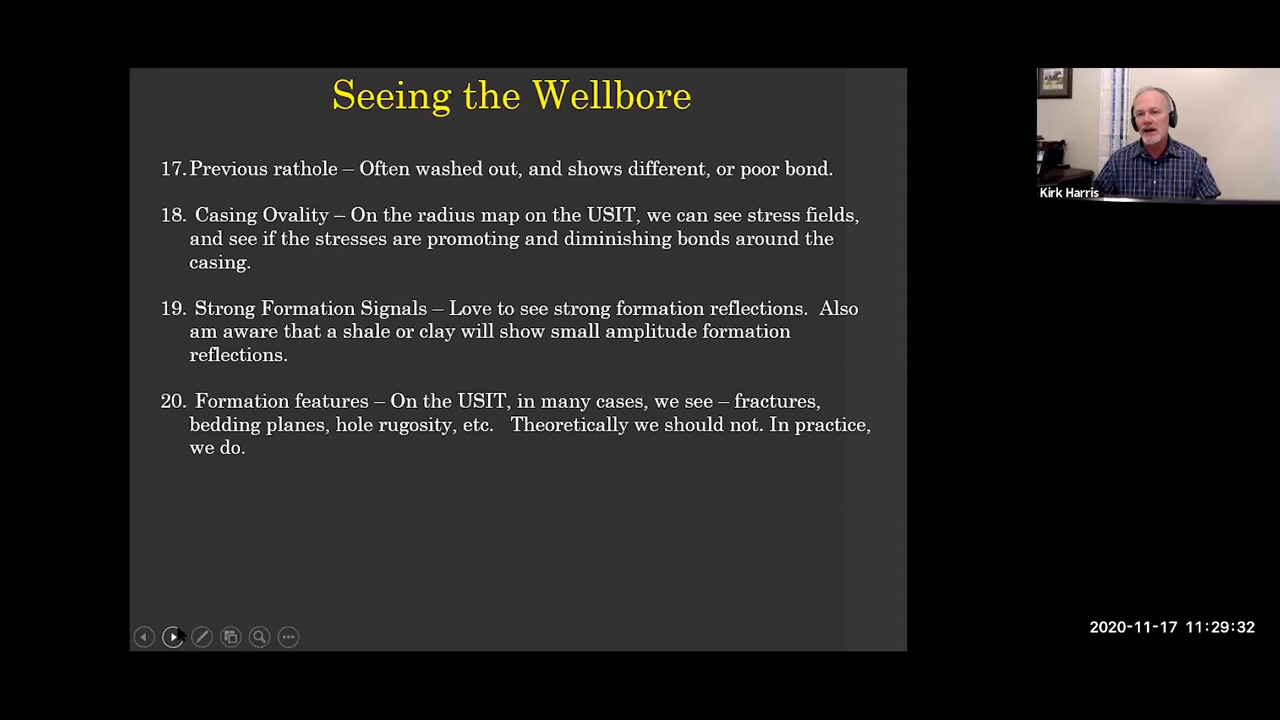 Seeing the Wellbore
17. Previous rathole – Often washed out, and shows different, or poor bond.
18. Casing Ovality – On the radius map on the USIT, we can see stress fields,
and see if the stresses are promoting and diminishing bonds around the
casing.
19. Strong Formation Signals – Love to see strong formation reflections. Also
am aware that a shale or clay will show small amplitude formation
reflections.
20. Formation features – On the USIT, in many cases, we see – fractures,
bedding planes, hole rugosity, etc. Theoretically we should not. In practice,
we do.
Kirk Harris
2020-11-17 11:29:32